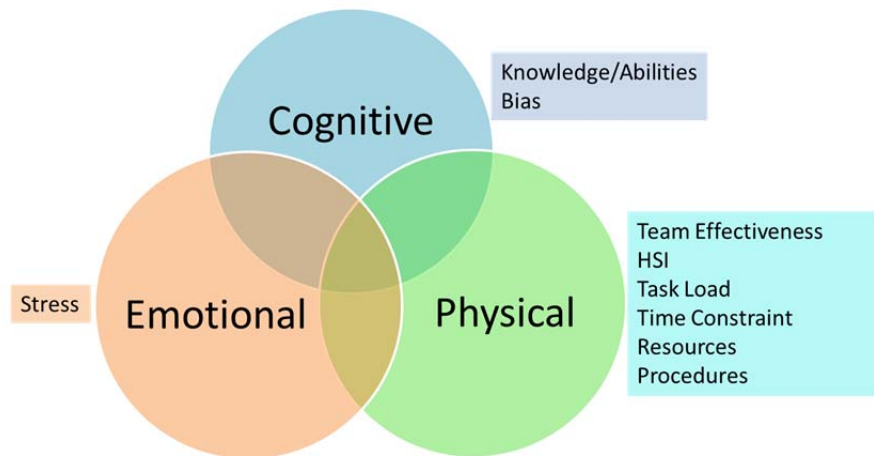 Cognitive
Knowledge/Abilities
Bias
Stress
Emotional
Physical
Team Effectiveness
HSI
Task Load
Time Constraint
Resources
Procedures